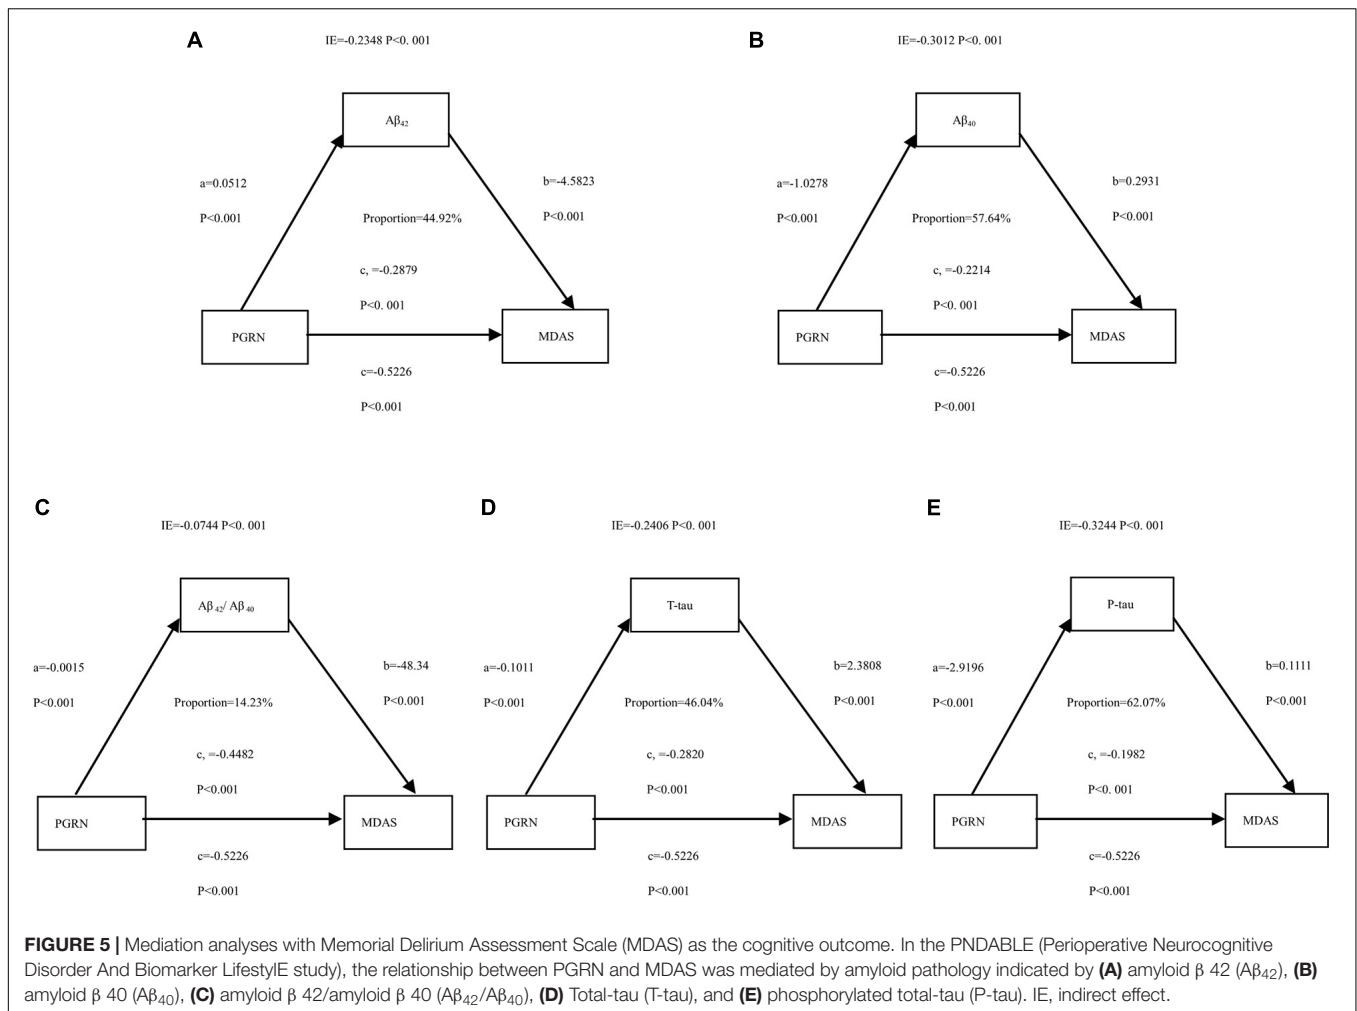 A
IE=-0.2348 P<0. 001
Aβ42
a=0.0512
P<0.001
b=-4.5823
P<0.001
Proportion=44.92%
c, =-0.2879
P<0. 001
PGRN
MDAS
c=-0.5226
P<0.001
B
IE=-0.3012 P<0. 001
Aβ40
a=-1.0278
P<0.001
b=0.2931
P<0.001
Proportion=57.64%
c, =-0.2214
P<0. 001
PGRN
MDAS
c=-0.5226
P<0.001
C
IE=-0.0744 P<0. 001
Aβ 42/ Aβ 40
a=-0.0015
P<0.001
b=-48.34
P<0.001
Proportion=14.23%
c, =-0.4482
P<0.001
PGRN
MDAS
c=-0.5226
P<0.001
D
IE=-0.2406 P<0. 001
T-tau
a=-0.1011
P<0.001
b=2.3808
P<0.001
Proportion=46.04%
c, =-0.2820
P<0.001
PGRN
MDAS
c=-0.5226
P<0.001
E
IE=-0.3244 P<0. 001
P-tau
a=-2.9196
P<0.001
b=0.1111
P<0.001
Proportion=62.07%
c, =-0.1982
P<0. 001
PGRN
MDAS
c=-0.5226
P<0.001
FIGURE 5 | Mediation analyses with Memorial Delirium Assessment Scale (MDAS) as the cognitive outcome. In the PNDABLE (Perioperative Neurocognitive
Disorder And Biomarker LifestylE study), the relationship between PGRN and MDAS was mediated by amyloid pathology indicated by (A) amyloid β 42 (Aβ42), (B)
amyloid β 40 (Aβ40), (C) amyloid β 42/amyloid β 40 (Aβ42/Aβ40), (D) Total-tau (T-tau), and (E) phosphorylated total-tau (P-tau). IE, indirect effect.